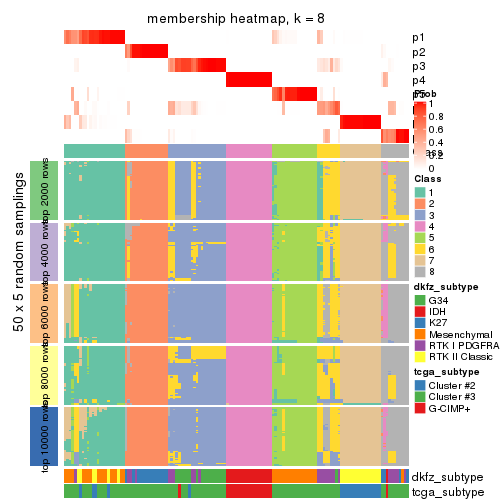 membership heatmap, k = 8
p1
p2
p3
p4
Prob
1
0.8
0.6
0.4
0.2
0
Class
1
2
3
4
5
6
7
8
dkfz_subtype
G34
IDH
K27
Mesenchymal
RTK I PDGFRA
RTK II Classic
tcga_subtype
Cluster #2
Cluster #3
G-CIMP+
50 x 5 random samplings
top 2000 rows
top 4000 rows
top 6000 rows
top 8000 rows
top 10000 rows
dkfz_subtype
tcga_subtype